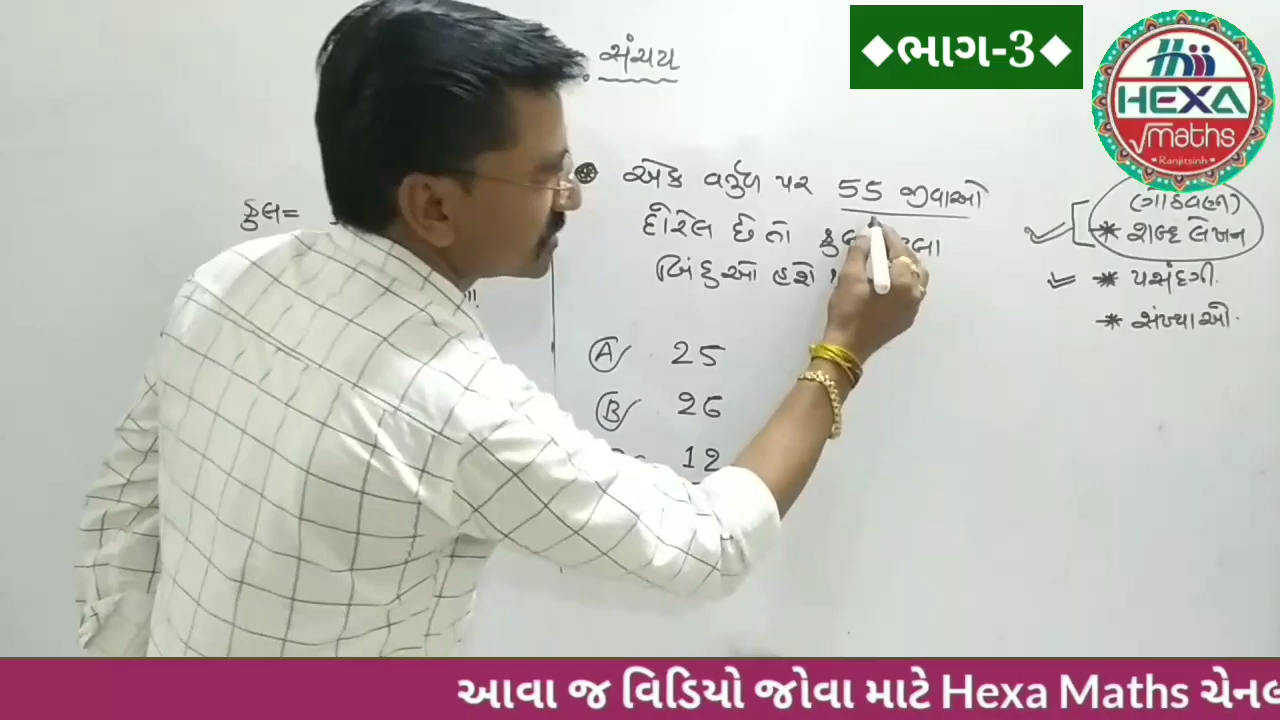 ◆ભાગ-3◆
HEXA
maths
Ranjitsinh
સંચય
એક વર્તુળ પર 55 જીવાઓ
દોરેલ છે તો
બિંદુઓ હશે ?
A 25
B 26
12
કુલ=
(ગોઠવણી)
* શબ્દ લેખન
* પસંદગી.
* સંખ્યાઓ.
આવા જ વિડિયો જોવા માટે Hexa Maths ચેનલ